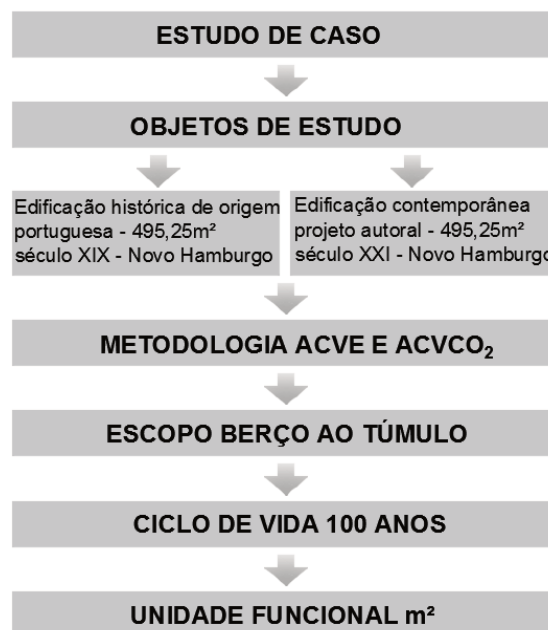 ESTUDO DE CASO
OBJETOS DE ESTUDO
Edificação histórica de origem
portuguesa - 495,25m²
século XIX - Novo Hamburgo
Edificação contemporânea
projeto autoral - 495,25m²
século XXI - Novo Hamburgo
METODOLOGIA ACVE E ACVCO₂
ESCOPO BERÇO AO TÚMULO
CICLO DE VIDA 100 ANOS
UNIDADE FUNCIONAL m²